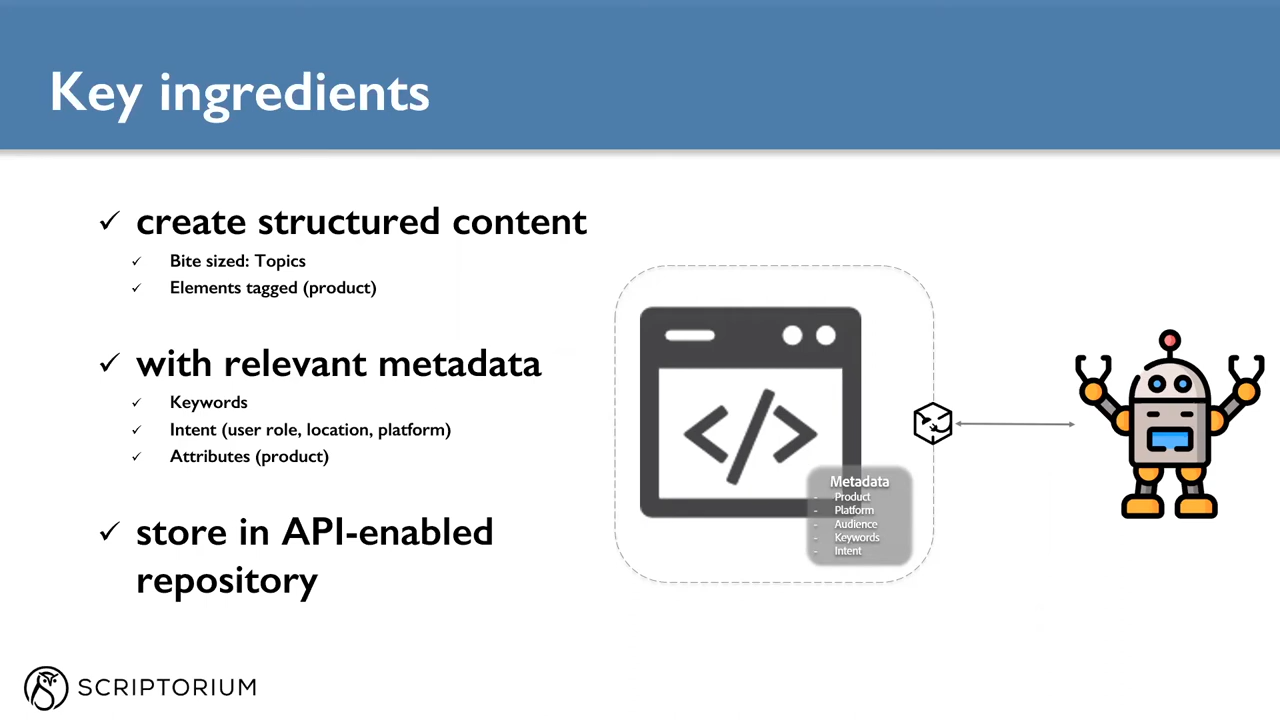 Key ingredients
✓ create structured content
✓ Bite sized: Topics
✓ Elements tagged (product)
✓ with relevant metadata
✓ Keywords
✓ Intent (user role, location, platform)
✓ Attributes (product)
✓ store in API-enabled
repository
</>
Metadata
- Product
- Platform
- Audience
- Keywords
- Intent
SCRIPTORIUM